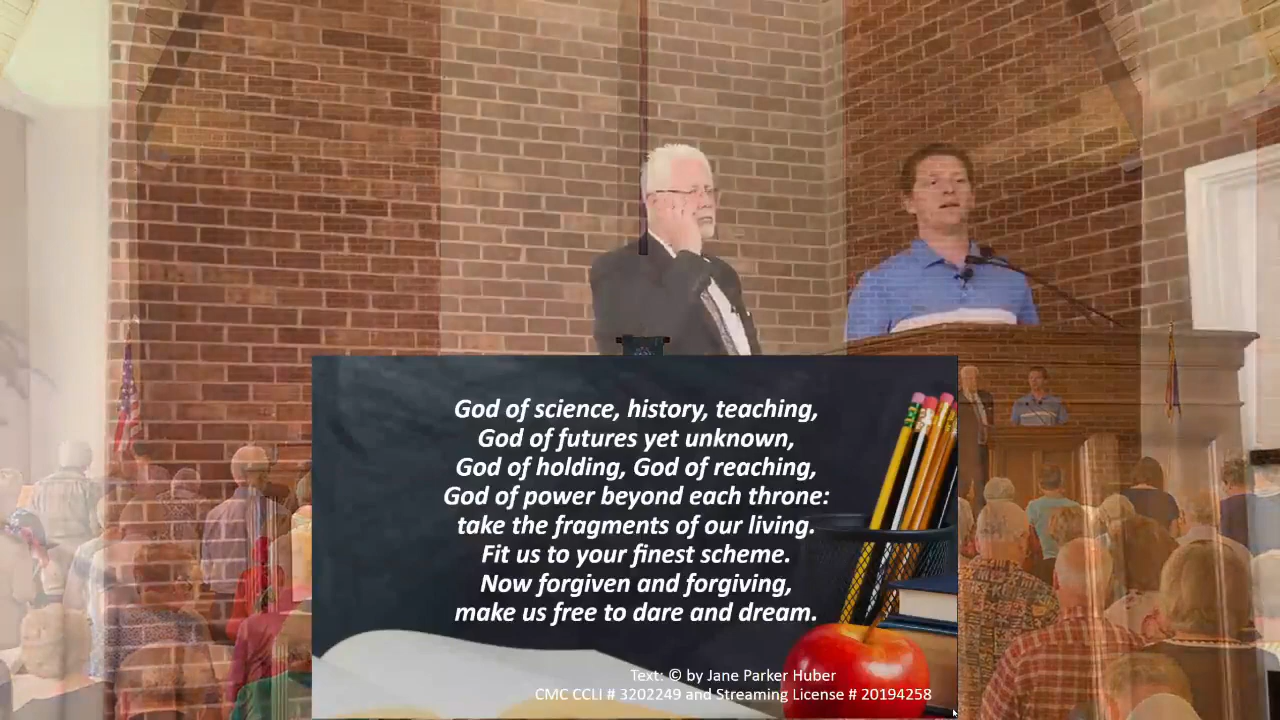 God of science, history, teaching,
God of futures yet unknown,
God of holding, God of reaching,
God of power beyond each throne:
take the fragments of our living.
Fit us to your finest scheme.
Now forgiven and forgiving,
make us free to dare and dream.
Text: © by Jane Parker Huber
CMC CCLI # 3202249 and Streaming License # 20194258